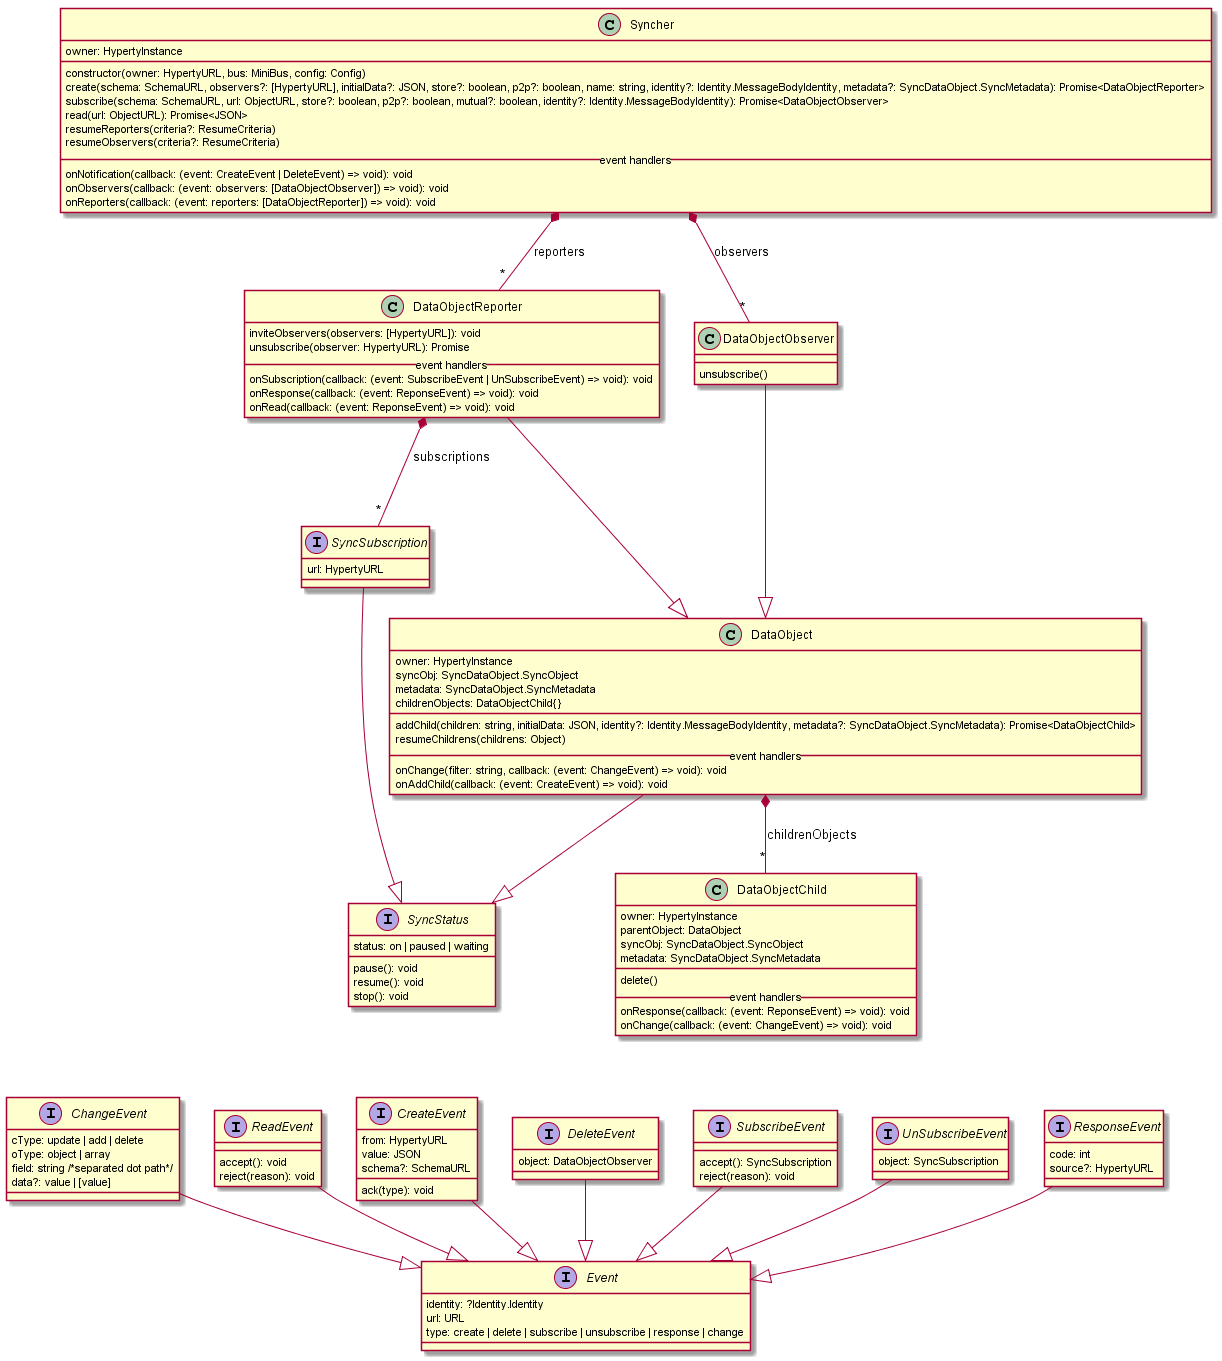 C Syncher
owner: HypertyInstance
constructor(owner: HypertyURL, bus: MiniBus, config: Config)
create(schema: SchemaURL, observers?: [HypertyURL], initialData?: JSON, store?: boolean, p2p?: boolean, name: string, identity?: Identity.MessageBodyIdentity, metadata?: SyncDataObject.SyncMetadata): Promise<DataObjectReporter>
subscribe(schema: SchemaURL, url: ObjectURL, store?: boolean, p2p?: boolean, mutual?: boolean, identity?: Identity.MessageBodyIdentity): Promise<DataObjectObserver>
read(url: ObjectURL): Promise<JSON>
resumeReporters(criteria?: ResumeCriteria)
resumeObservers(criteria?: ResumeCriteria)
event handlers
onNotification(callback: (event: CreateEvent | DeleteEvent) => void): void
onObservers(callback: (event: observers: [DataObjectObserver]) => void): void
onReporters(callback: (event: reporters: [DataObjectReporter]) => void): void
reporters
*
observers
*
C DataObjectReporter
inviteObservers(observers: [HypertyURL]): void
unsubscribe(observer: HypertyURL): Promise
event handlers
onSubscription(callback: (event: SubscribeEvent | UnSubscribeEvent) => void): void
onResponse(callback: (event: ReponseEvent) => void): void
onRead(callback: (event: ReponseEvent) => void): void
C DataObjectObserver
unsubscribe()
subscriptions
*
I SyncSubscription
url: HypertyURL
C DataObject
owner: HypertyInstance
syncObj: SyncDataObject.SyncObject
metadata: SyncDataObject.SyncMetadata
childrenObjects: DataObjectChild{}
addChild(children: string, initialData: JSON, identity?: Identity.MessageBodyIdentity, metadata?: SyncDataObject.SyncMetadata): Promise<DataObjectChild>
resumeChildrens(childrens: Object)
event handlers
onChange(filter: string, callback: (event: ChangeEvent) => void): void
onAddChild(callback: (event: CreateEvent) => void): void
childrenObjects
*
I SyncStatus
status: on | paused | waiting
pause(): void
resume(): void
stop(): void
C DataObjectChild
owner: HypertyInstance
parentObject: DataObject
syncObj: SyncDataObject.SyncObject
metadata: SyncDataObject.SyncMetadata
delete()
event handlers
onResponse(callback: (event: ReponseEvent) => void): void
onChange(callback: (event: ChangeEvent) => void): void
I ChangeEvent
cType: update | add | delete
oType: object | array
field: string /*separated dot path*/
data?: value | [value]
I ReadEvent
accept(): void
reject(reason): void
I CreateEvent
from: HypertyURL
value: JSON
schema?: SchemaURL
ack(type): void
I DeleteEvent
object: DataObjectObserver
I SubscribeEvent
accept(): SyncSubscription
reject(reason): void
I UnSubscribeEvent
object: SyncSubscription
I ResponseEvent
code: int
source?: HypertyURL
I Event
identity: ?Identity.Identity
url: URL
type: create | delete | subscribe | unsubscribe | response | change